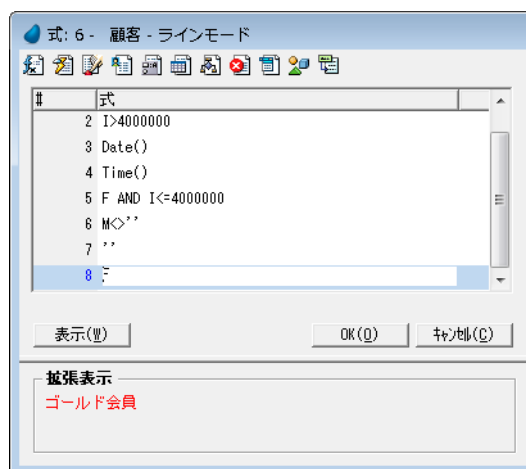 式: 6 - 顧客 - ラインモード
# 式
2 I>4000000
3 Date()
4 Time()
5 F AND I<=4000000
6 M<>''
7 ''
8 F
表示(W) OK(O) ｷｬﾝｾﾙ(C)
拡張表示
ゴールド会員